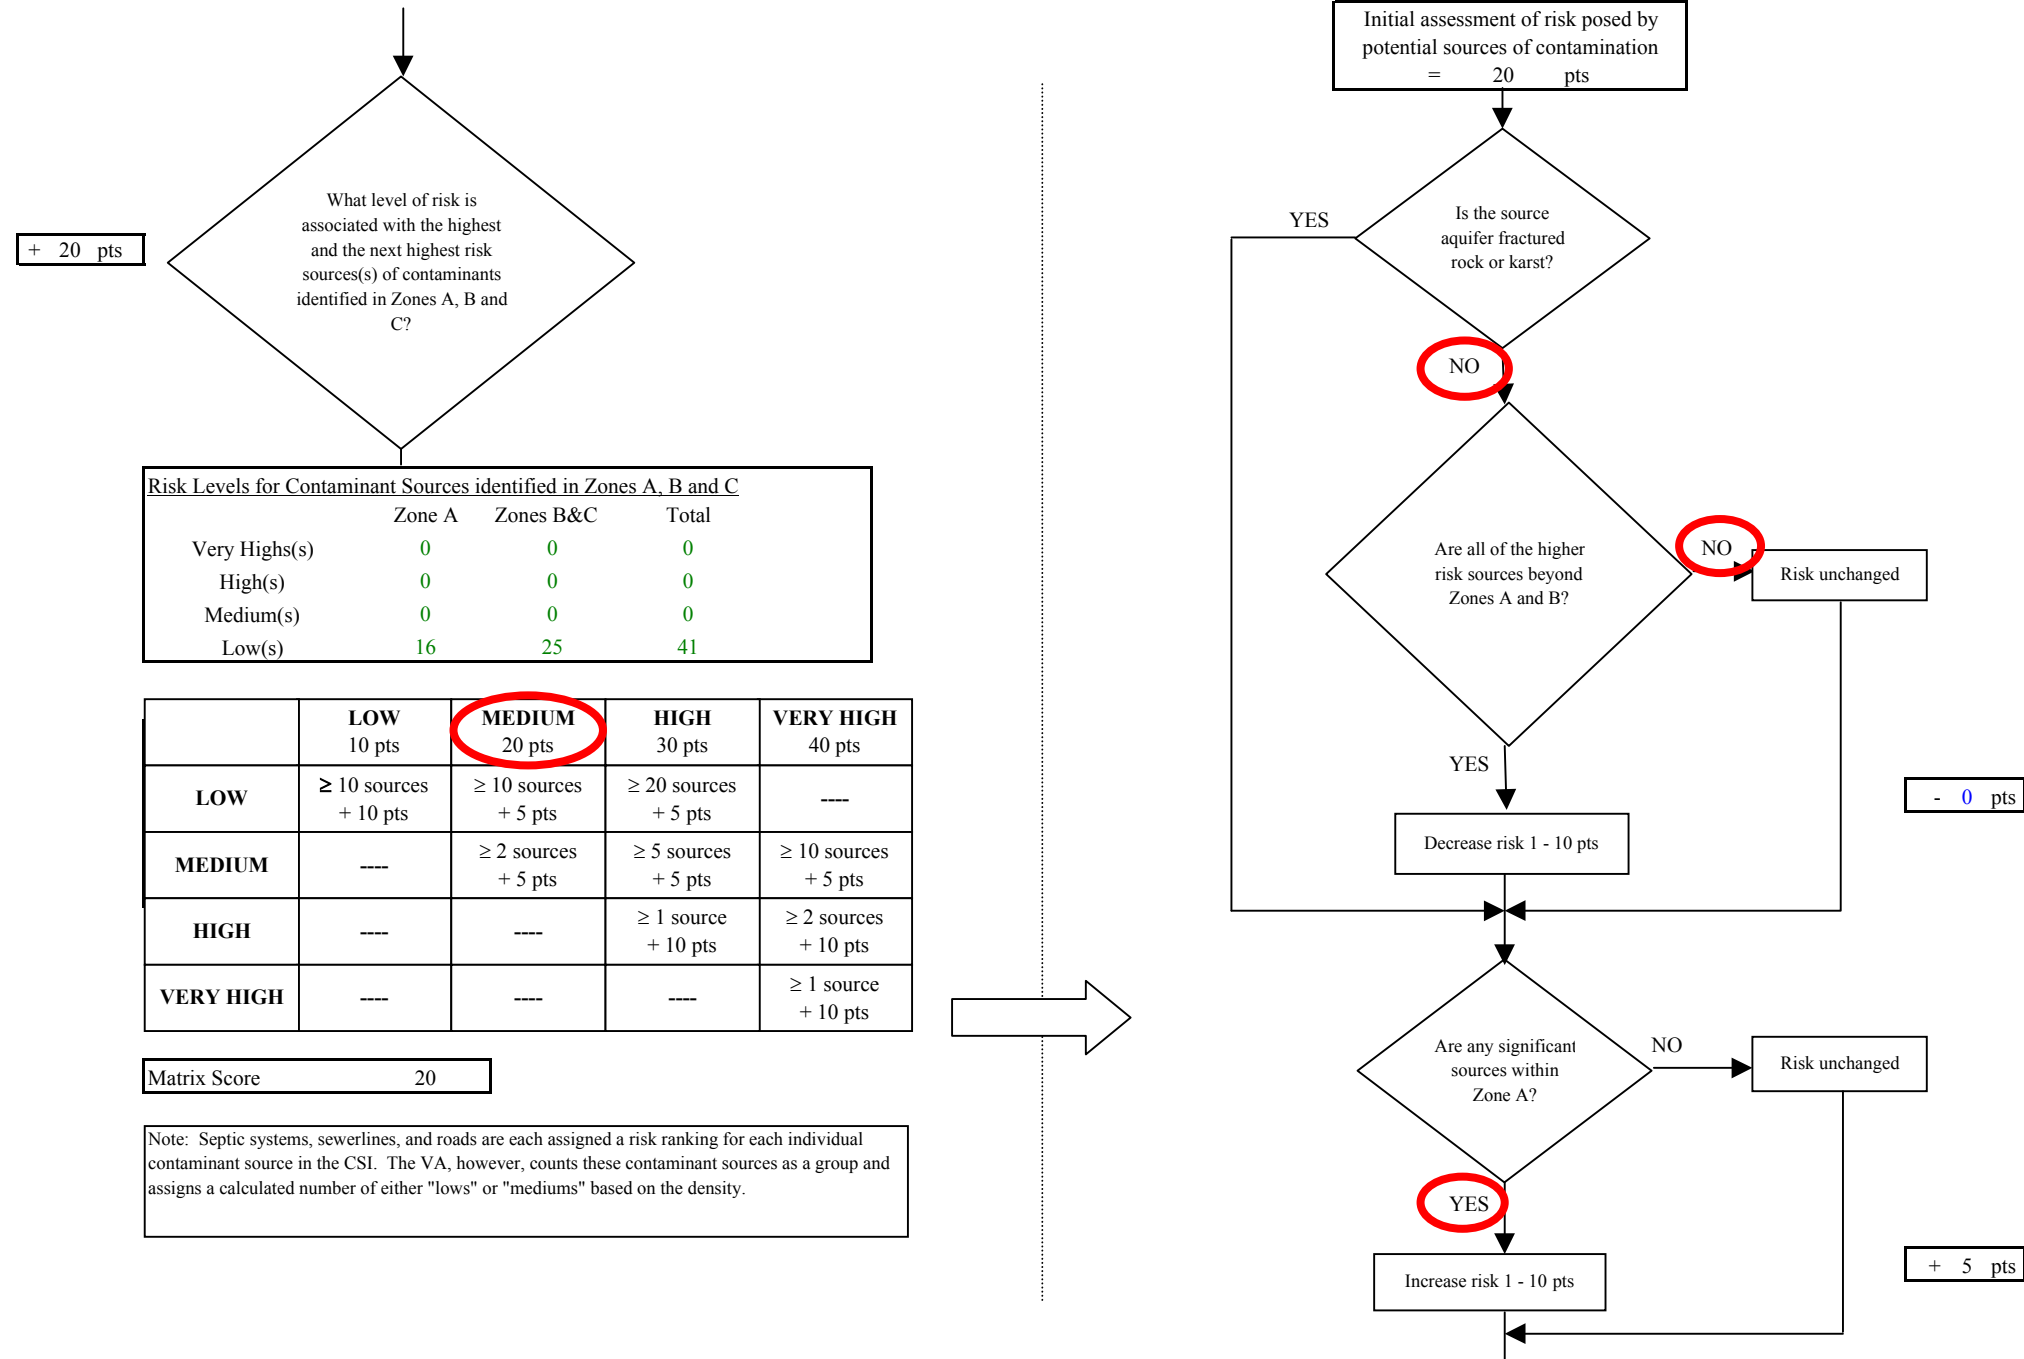 What level of risk is
associated with the highest
and the next highest risk
sources(s) of contaminants
identified in Zones A, B and
C?
+ 20 pts
Risk Levels for Contaminant Sources identified in Zones A, B and C
Zone A Zones B&C Total
Very Highs(s) 0 0 0
High(s) 0 0 0
Medium(s) 0 0 0
Low(s) 16 25 41
LOW MEDIUM HIGH VERY HIGH
10 pts 20 pts 30 pts 40 pts
LOW ≥ 10 sources ≥ 10 sources ≥ 20 sources ----
+ 10 pts + 5 pts + 5 pts
MEDIUM ---- ≥ 2 sources ≥ 5 sources ≥ 10 sources
+ 5 pts + 5 pts + 5 pts
HIGH ---- ---- ≥ 1 source ≥ 2 sources
+ 10 pts + 10 pts
VERY HIGH ---- ---- ---- ≥ 1 source
+ 10 pts
Matrix Score 20
Note: Septic systems, sewerlines, and roads are each assigned a risk ranking for each individual
contaminant source in the CSI. The VA, however, counts these contaminant sources as a group and
assigns a calculated number of either "lows" or "mediums" based on the density.
Initial assessment of risk posed by
potential sources of contamination
= 20 pts
Is the source
aquifer fractured
rock or karst?
YES
NO
Are all of the higher
risk sources beyond
Zones A and B?
NO
Risk unchanged
YES
Decrease risk 1 - 10 pts
- 0 pts
Are any significant
sources within
Zone A?
NO
Risk unchanged
YES
Increase risk 1 - 10 pts
+ 5 pts